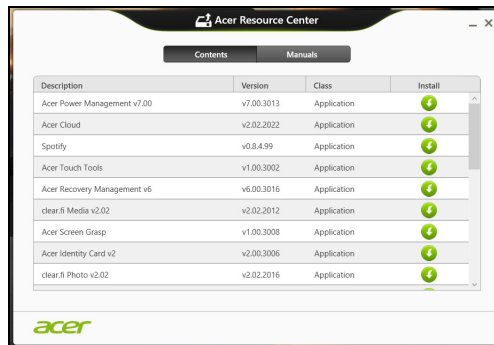 Acer Resource Center
Contents Manuals
Description Version Class Install
Acer Power Management v7.00 v7.00.3013 Application
Acer Cloud v2.02.2022 Application
Spotify v0.8.4.99 Application
Acer Touch Tools v1.00.3002 Application
Acer Recovery Management v6 v6.00.3016 Application
clear.fi Media v2.02 v2.02.2012 Application
Acer Screen Grasp v1.00.3008 Application
Acer Identity Card v2 v2.00.3006 Application
clear.fi Photo v2.02 v2.02.2016 Application
acer